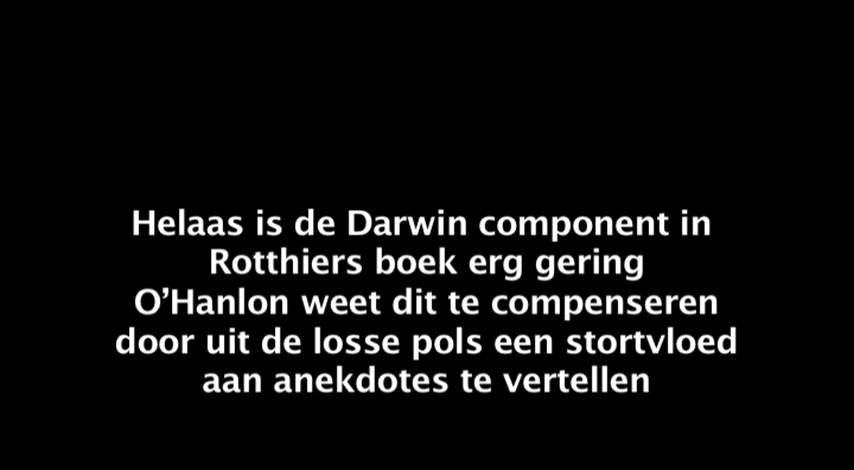 Helaas is de Darwin component in
Rotthiers boek erg gering
O’Hanlon weet dit te compenseren
door uit de losse pols een stortvloed
aan anekdotes te vertellen